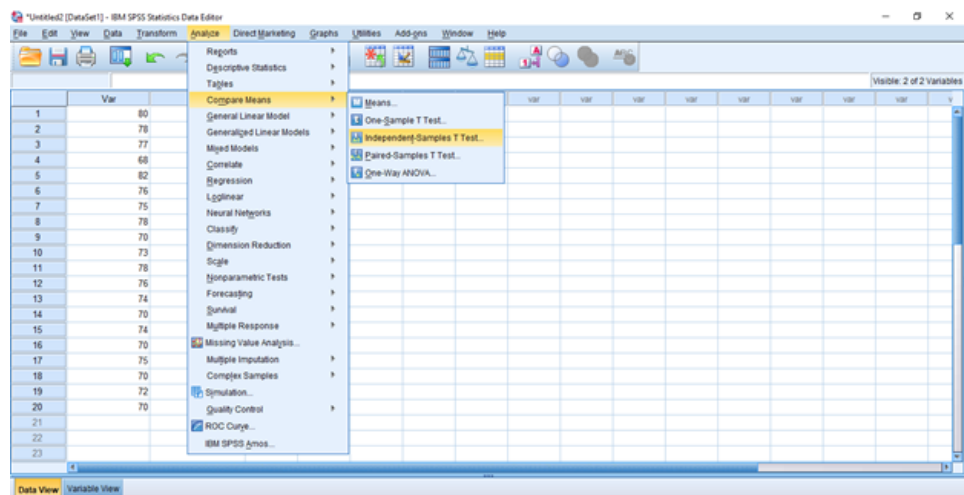 *Untitled2 [DataSet1] - IBM SPSS Statistics Data Editor
File Edit View Data Transform Analyze Direct Marketing Graphs Utilities Add-ons Window Help
Visible: 2 of 2 Variables
Var var var var var var var var var
1 80
2 78
3 77
4 68
5 82
6 76
7 75
8 78
9 70
10 73
11 78
12 76
13 74
14 70
15 74
16 70
17 75
18 70
19 72
20 70
21
22
23
Reports
Descriptive Statistics
Tables
Compare Means
General Linear Model
Generalized Linear Models
Mixed Models
Correlate
Regression
Loglinear
Neural Networks
Classify
Dimension Reduction
Scale
Nonparametric Tests
Forecasting
Survival
Multiple Response
Missing Value Analysis...
Multiple Imputation
Complex Samples
Simulation...
Quality Control
ROC Curve...
IBM SPSS Amos...
Means...
One-Sample T Test...
Independent-Samples T Test...
Paired-Samples T Test...
One-Way ANOVA...
Data View Variable View